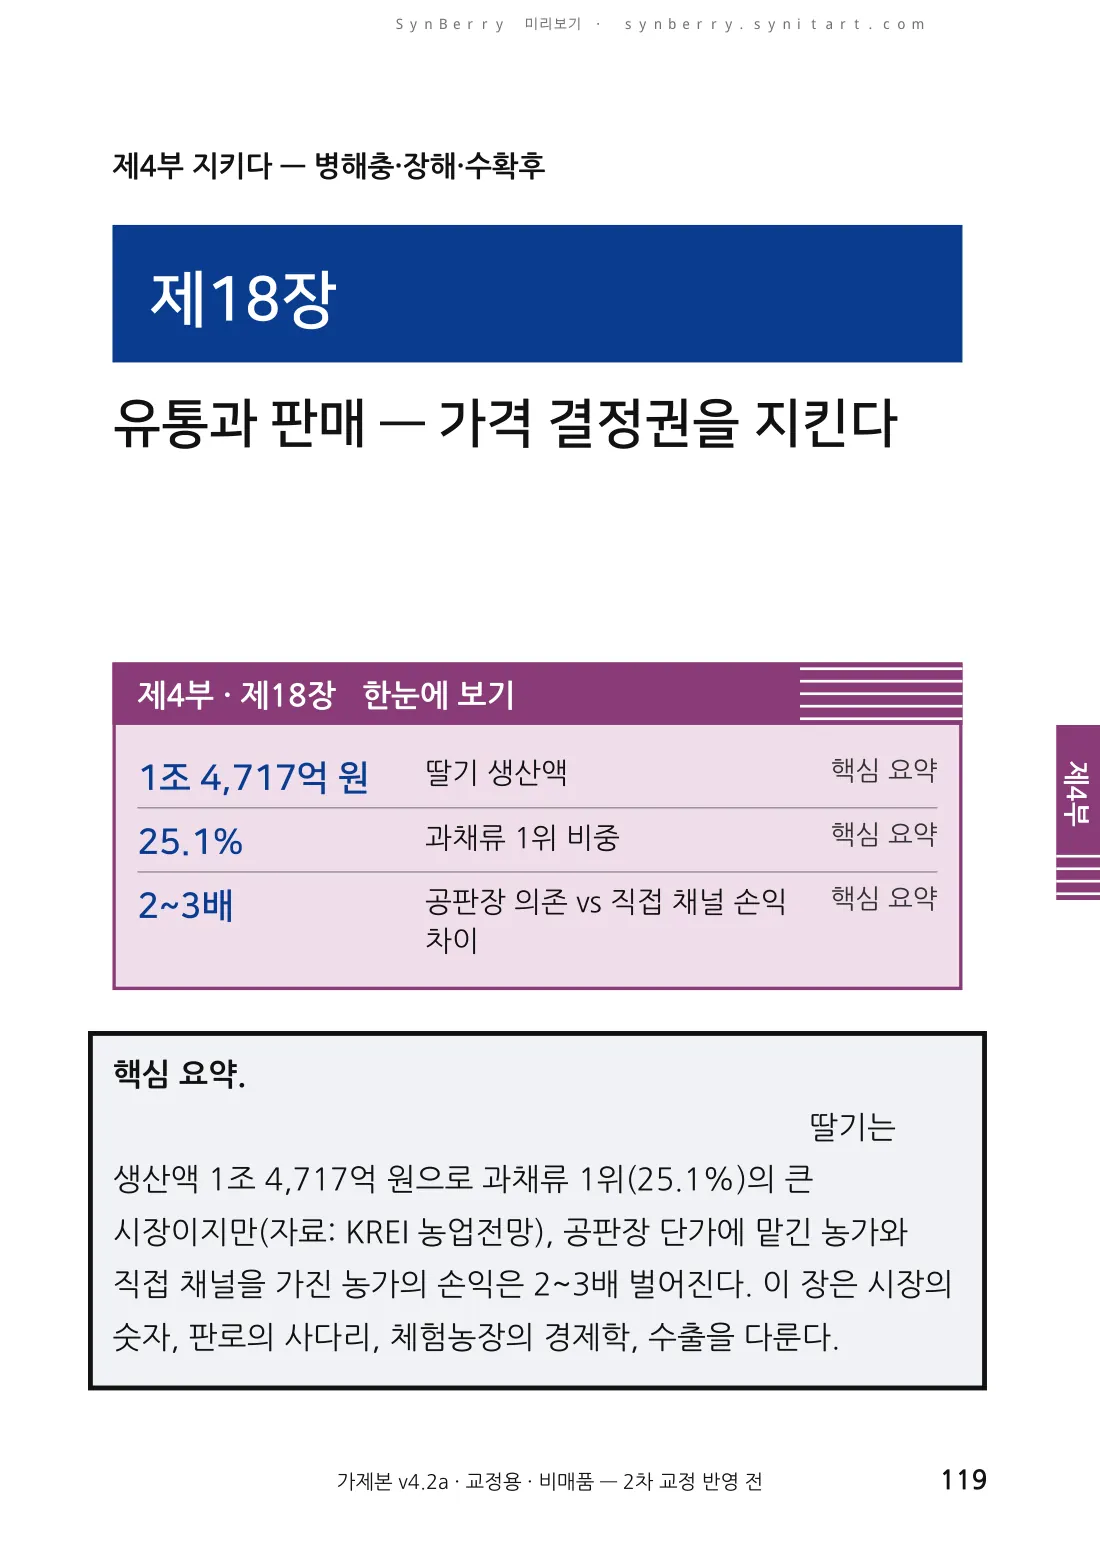 SynBerry 미리보기 · synberry.synitart.com
제4부 지키다 — 병해충·장해·수확후
제18장
유통과 판매 — 가격 결정권을 지킨다
제4부 · 제18장 한눈에 보기
1조 4,717억 원 딸기 생산액 핵심 요약
25.1% 과채류 1위 비중 핵심 요약
2~3배 공판장 의존 vs 직접 채널 손익 핵심 요약
차이
제4부
핵심 요약.
딸기는
생산액 1조 4,717억 원으로 과채류 1위(25.1%)의 큰
시장이지만(자료: KREI 농업전망), 공판장 단가에 맡긴 농가와
직접 채널을 가진 농가의 손익은 2~3배 벌어진다. 이 장은 시장의
숫자, 판로의 사다리, 체험농장의 경제학, 수출을 다룬다.
가제본 v4.2a · 교정용 · 비매품 — 2차 교정 반영 전
119